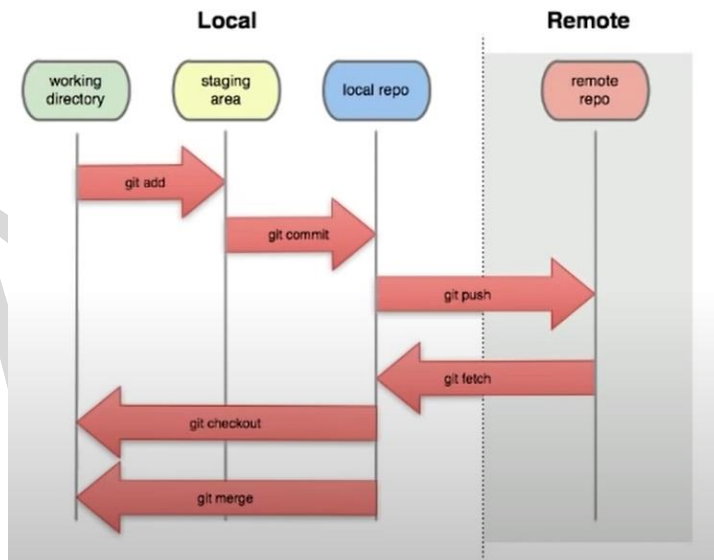 Local
Remote
working
directory
staging
area
local repo
remote
repo
git add
git commit
git push
git fetch
git checkout
git merge